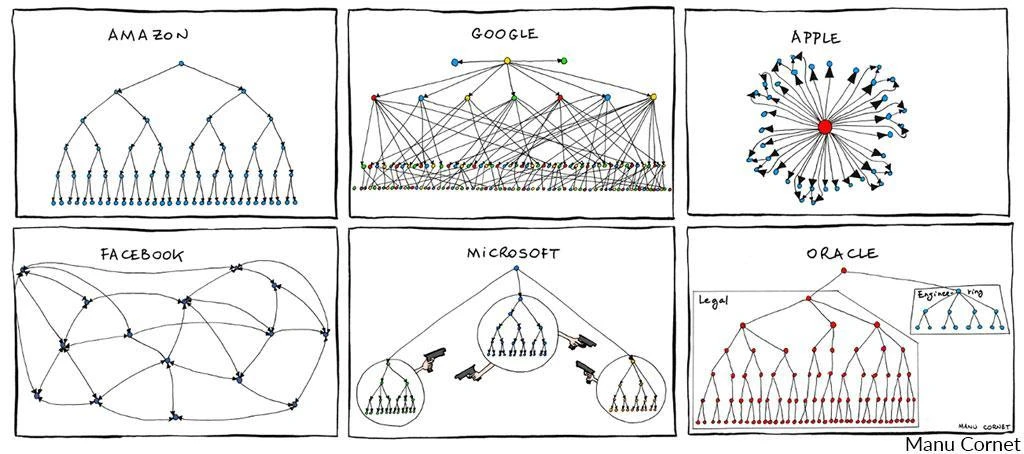 AMAZON
GOOGLE
APPLE
FACEBOOK
MiCROSOFT
ORACLE
Legal
Engineering
MANU CORNET
Manu Cornet